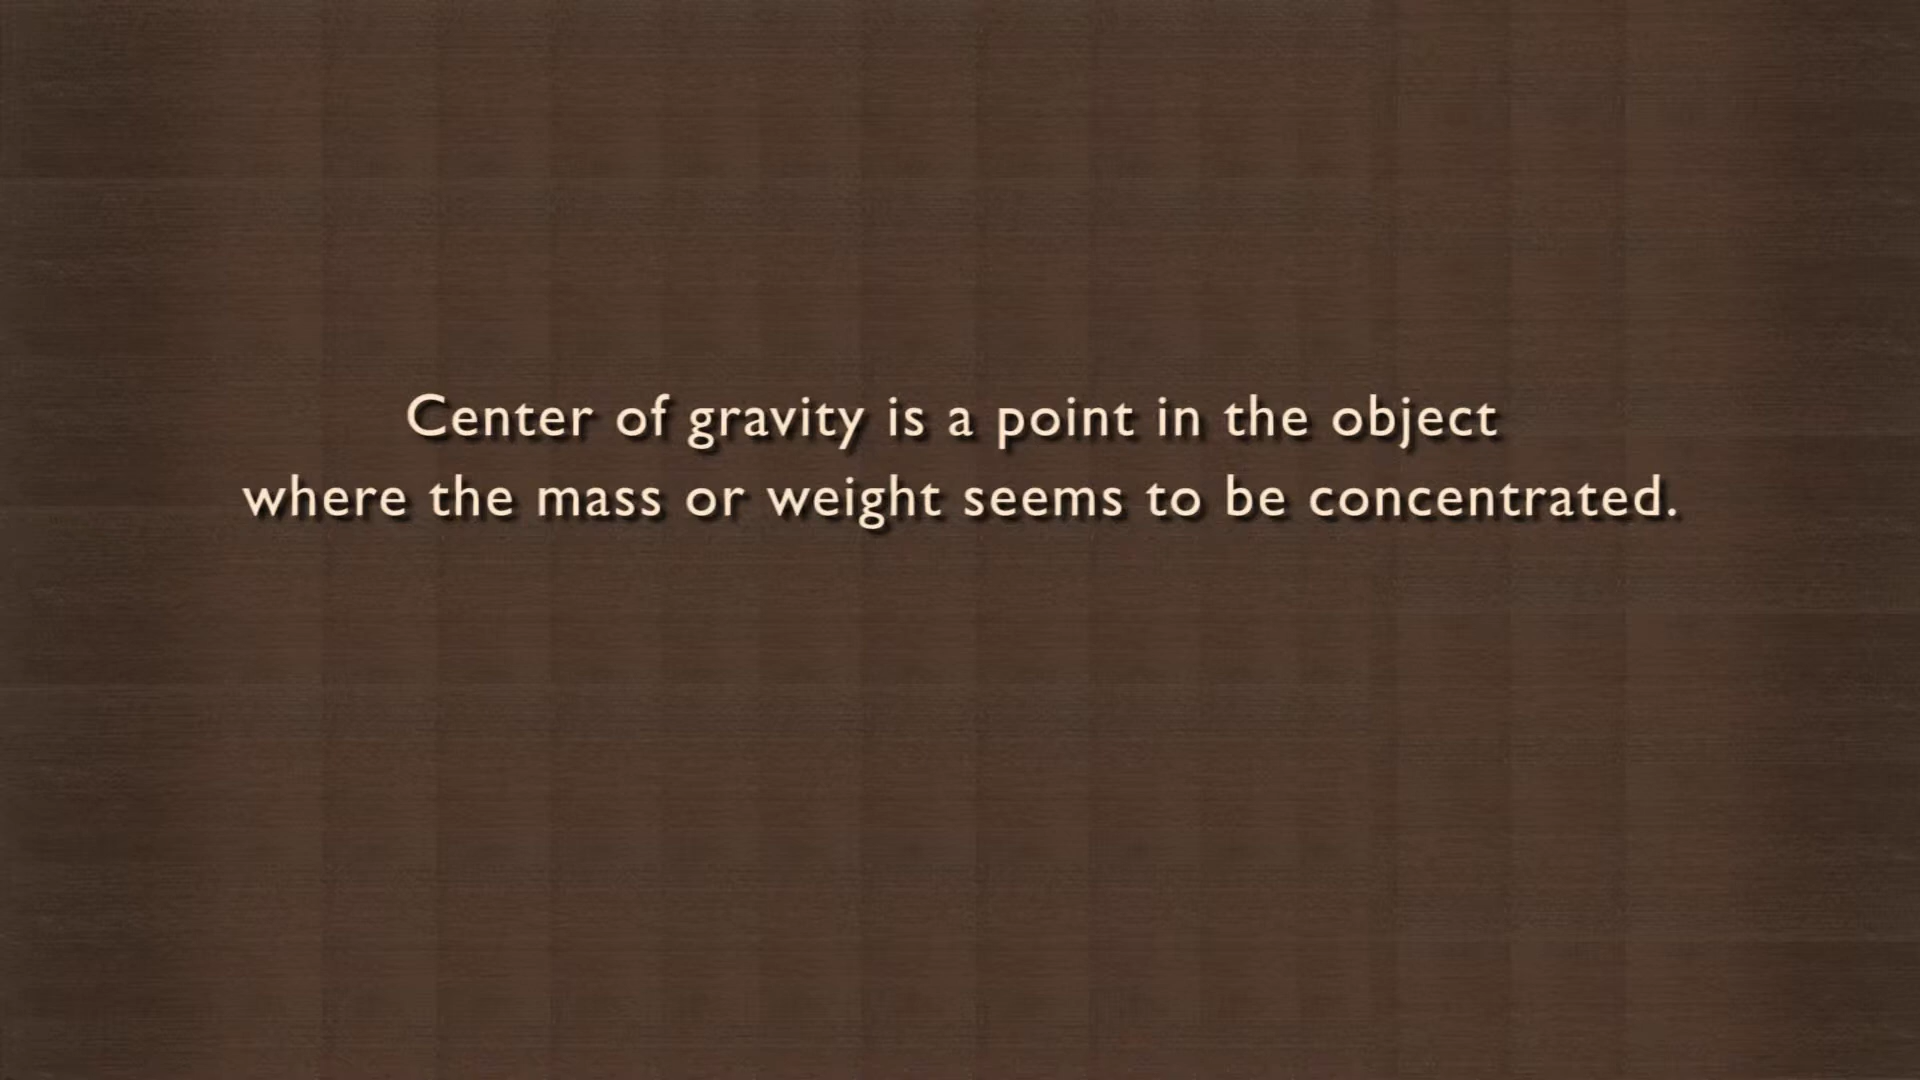 Center of gravity is a point in the object
where the mass or weight seems to be concentrated.